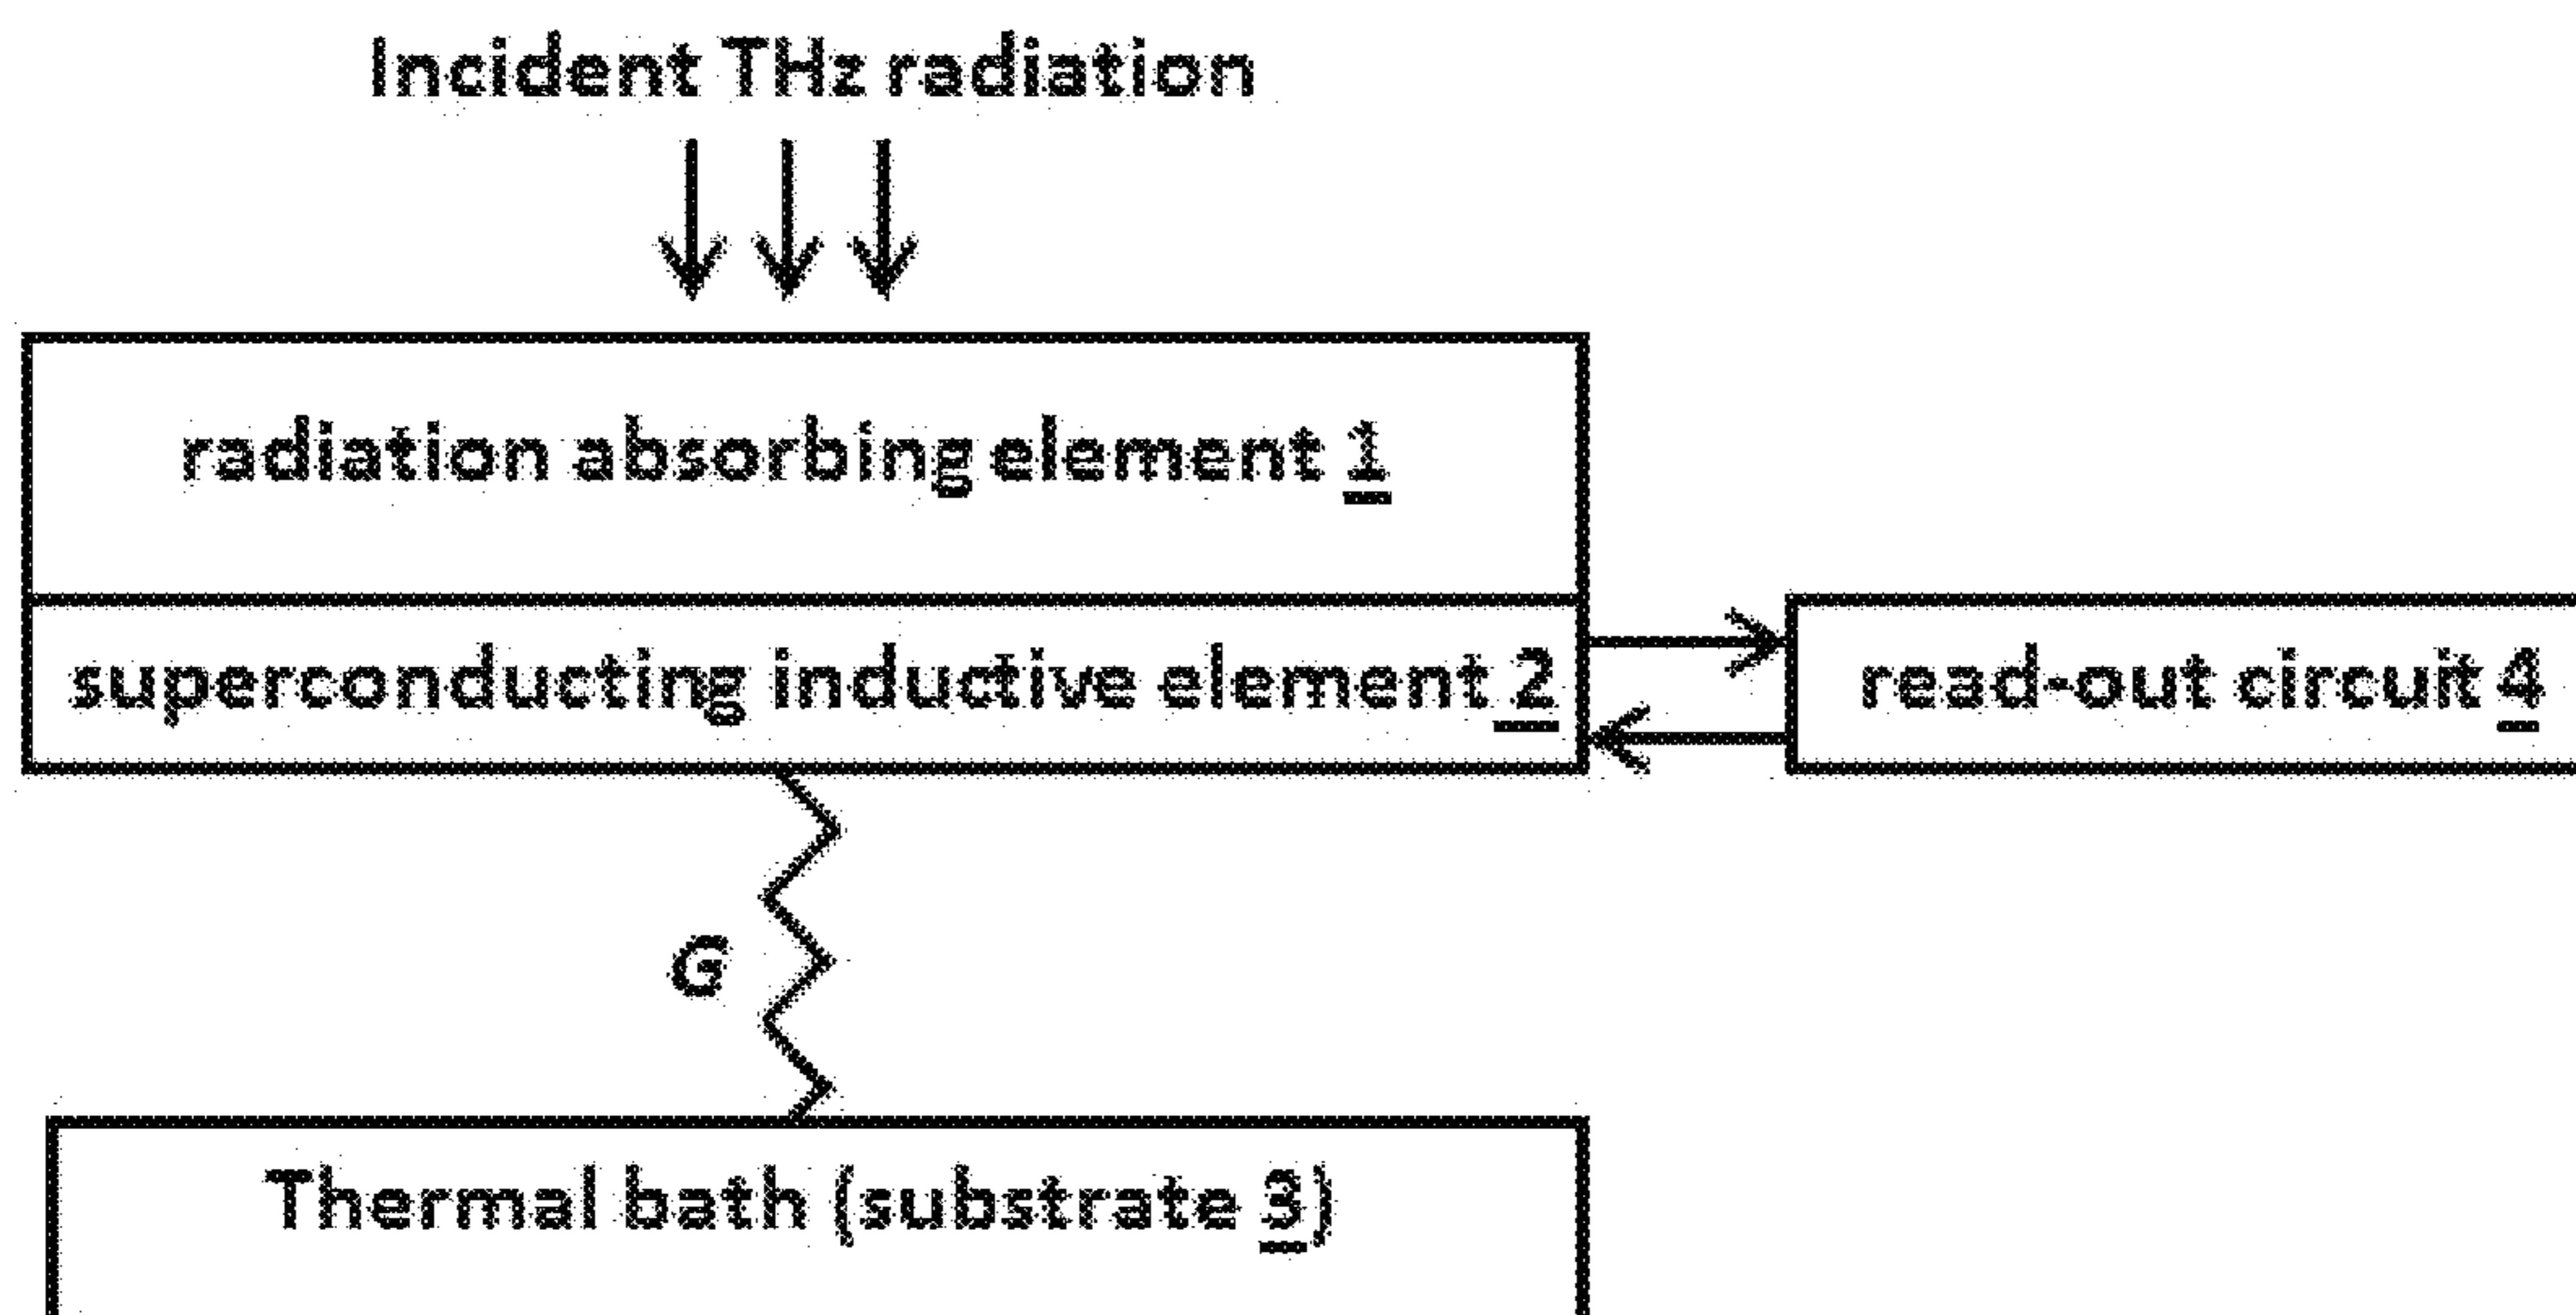 Incident THz radiation
radiation absorbing element 1
superconducting inductive element 2
read-out circuit 4
G
Thermal bath (substrate 3)